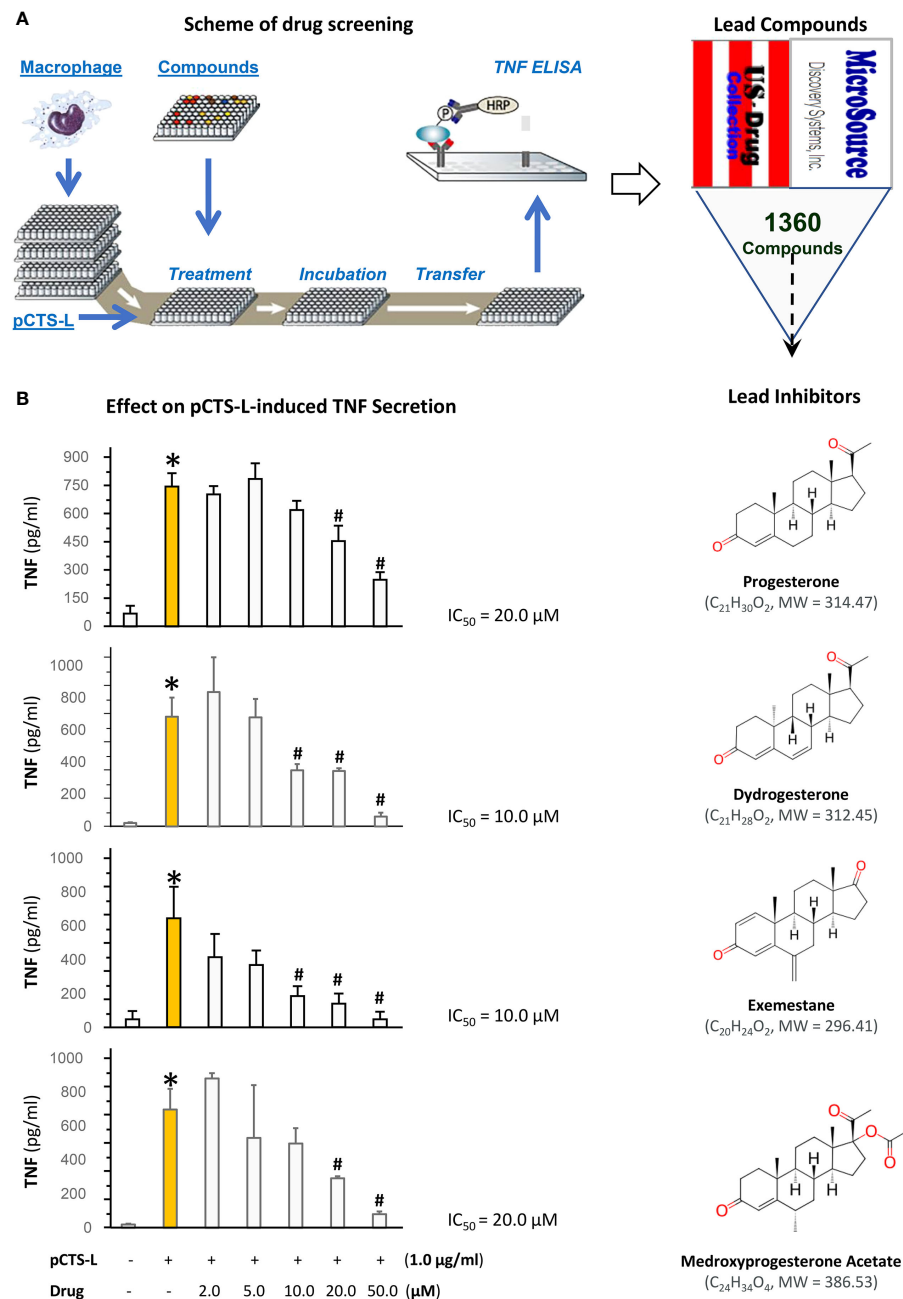 A
Scheme of drug screening
Lead Compounds
Macrophage
Compounds
TNF ELISA
P
HRP
US-Drug
Collection
Discovery Systems, Inc.
MicroSource
1360
Compounds
Treatment
Incubation
Transfer
pCTS-L
B
Effect on pCTS-L-induced TNF Secretion
Lead Inhibitors
TNF (pg/ml)
900
750
600
450
300
150
0
*
#
#
IC50 = 20.0 µM
O
O
H
H
H
Progesterone
(C21H30O2, MW = 314.47)
TNF (pg/ml)
1000
800
600
400
200
0
*
#
#
#
IC50 = 10.0 µM
O
O
H
H
H
Dydrogesterone
(C21H28O2, MW = 312.45)
TNF (pg/ml)
1000
800
600
400
200
0
*
#
#
#
IC50 = 10.0 µM
O
O
H
H
H
Exemestane
(C20H24O2, MW = 296.41)
TNF (pg/ml)
1000
800
600
400
200
0
*
#
#
IC50 = 20.0 µM
O
O
O
O
H
H
H
Medroxyprogesterone Acetate
(C24H34O4, MW = 386.53)
pCTS-L - + + + + + + (1.0 µg/ml)
Drug - - 2.0 5.0 10.0 20.0 50.0 (µM)